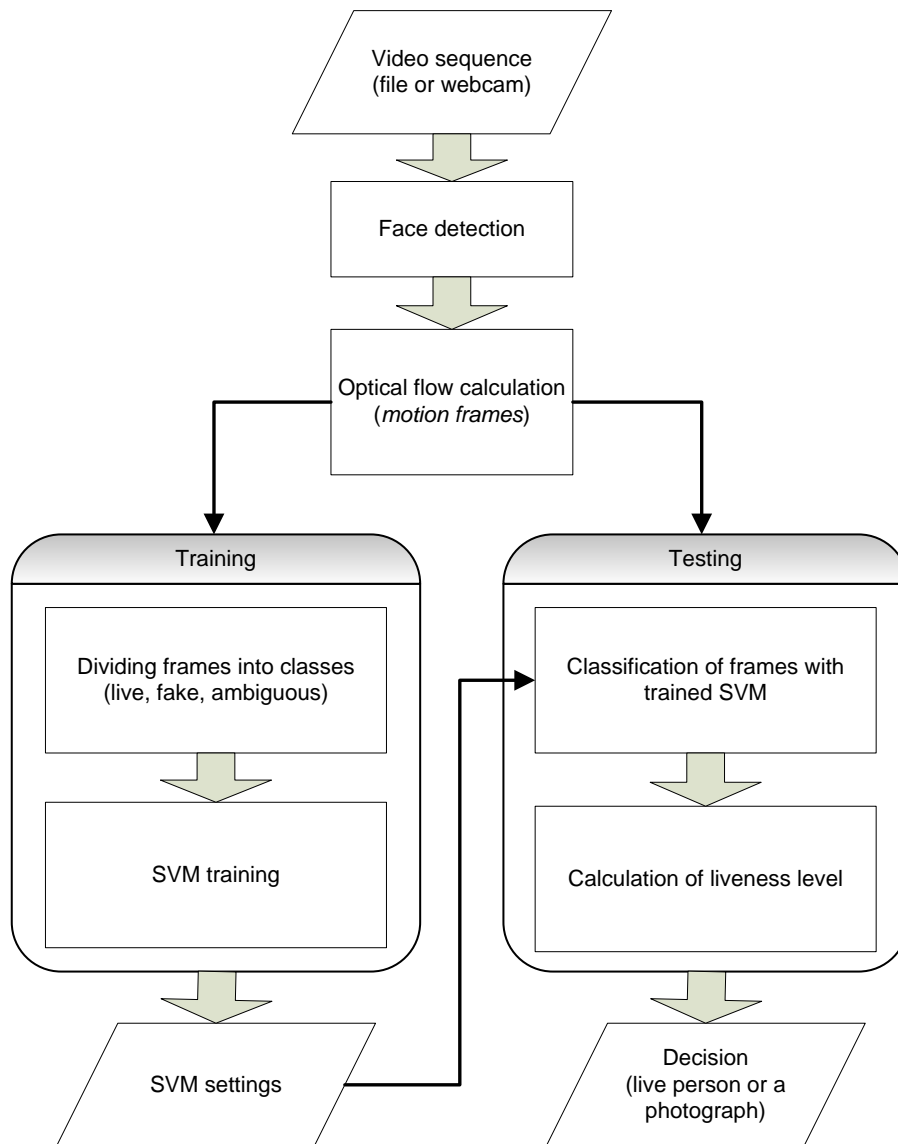 Video sequence
(file or webcam)
Face detection
Optical flow calculation
(motion frames)
Training
Dividing frames into classes
(live, fake, ambiguous)
SVM training
SVM settings
Testing
Classification of frames with
trained SVM
Calculation of liveness level
Decision
(live person or a
photograph)